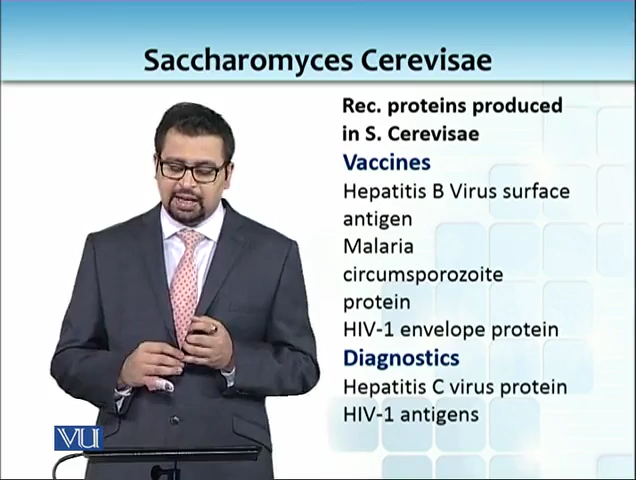 Saccharomyces Cerevisae
Rec. proteins produced
in S. Cerevisae
Vaccines
Hepatitis B Virus surface
antigen
Malaria
circumsporozoite
protein
HIV-1 envelope protein
Diagnostics
Hepatitis C virus protein
HIV-1 antigens
VU